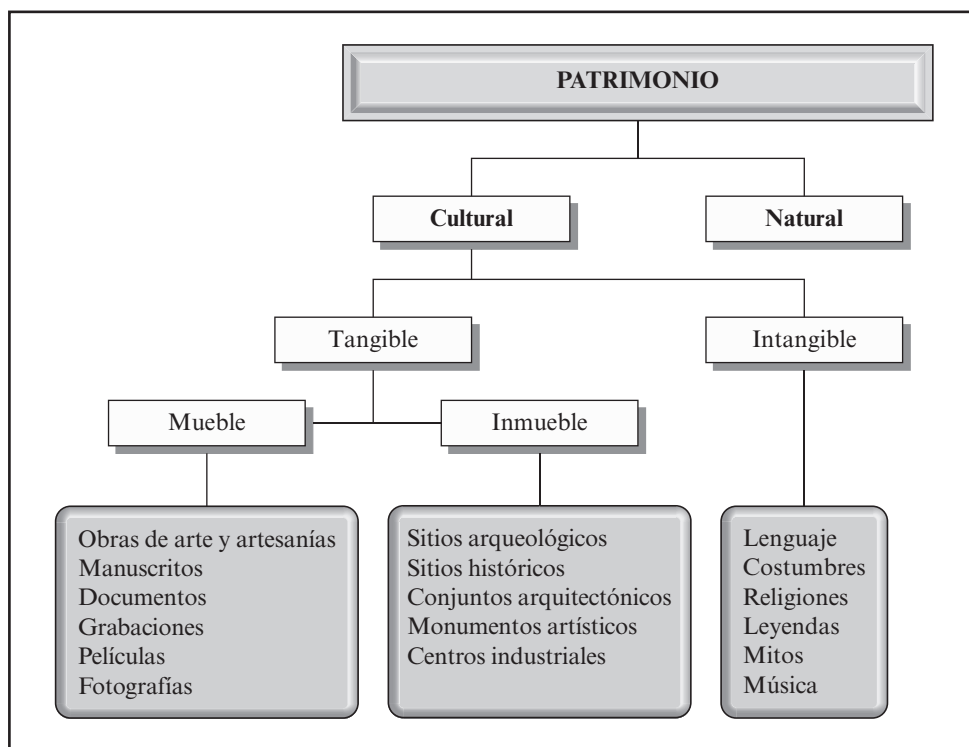 PATRIMONIO
Cultural
Natural
Tangible
Intangible
Mueble
Inmueble
Obras de arte y artesanías
Manuscritos
Documentos
Grabaciones
Películas
Fotografías
Sitios arqueológicos
Sitios históricos
Conjuntos arquitectónicos
Monumentos artísticos
Centros industriales
Lenguaje
Costumbres
Religiones
Leyendas
Mitos
Música